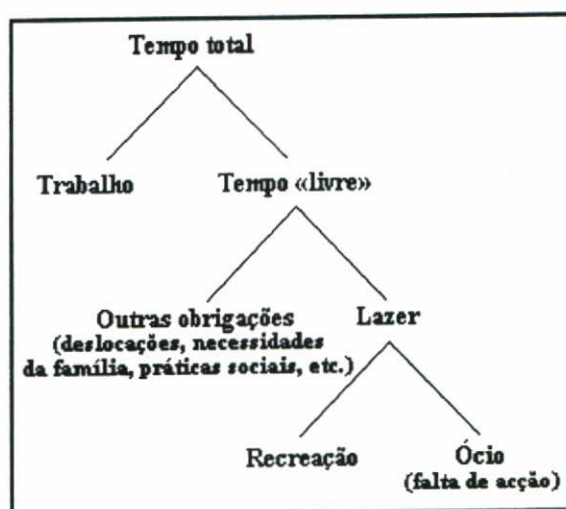 Tempo total
Trabalho
Tempo «livre»
Outras obrigações
(deslocações, necessidades
da família, práticas sociais, etc.)
Lazer
Recreação
Ócio
(falta de acção)